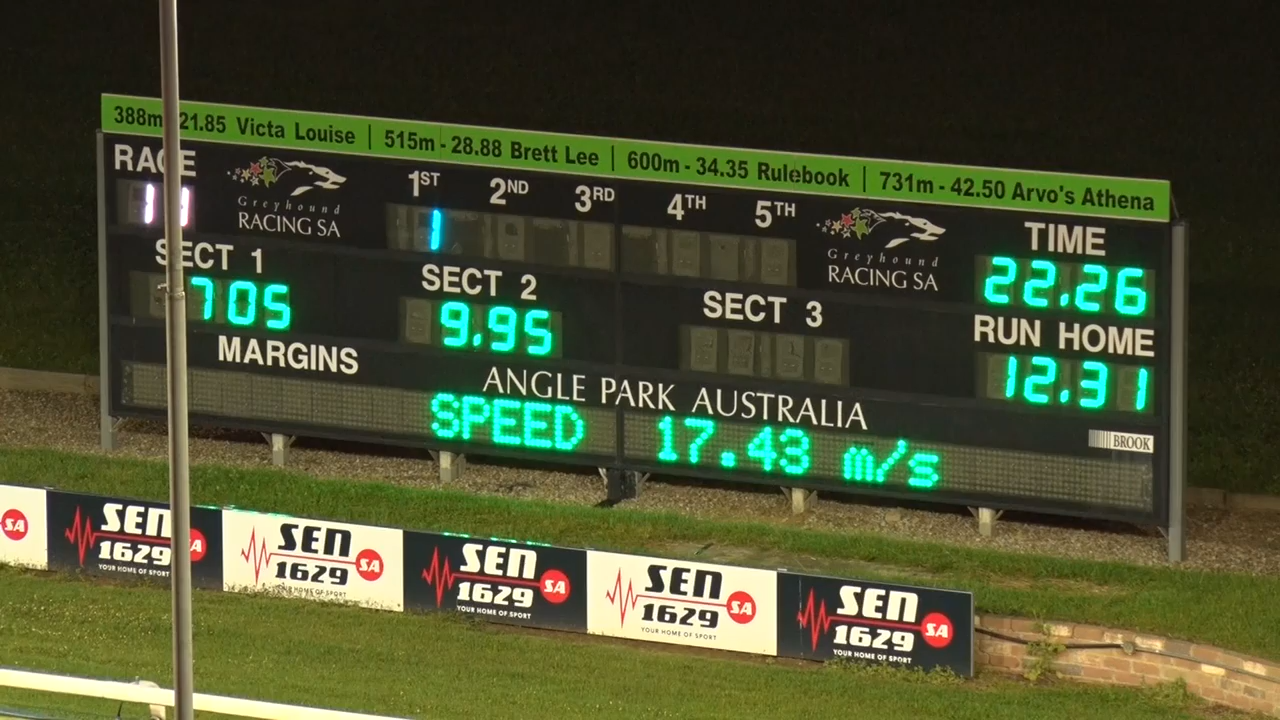 388m 21.85 Victa Louise | 515m - 28.88 Brett Lee | 600m - 34.35 Rulebook | 731m - 42.50 Arvo's Athena
RACE
11
Greyhound
RACING SA
1ST 2ND 3RD 4TH 5TH
1
Greyhound
RACING SA
TIME
22.26
SECT 1
705
SECT 2
9.95
SECT 3
RUN HOME
12.31
MARGINS
ANGLE PARK AUSTRALIA
SPEED 17.43 m/s
BROOK
SA
SEN
1629
YOUR HOME OF SPORT
SEN SA
1629
YOUR HOME OF SPORT
SEN SA
1629
YOUR HOME OF SPORT
SEN SA
1629
YOUR HOME OF SPORT
SEN SA
1629
YOUR HOME OF SPORT